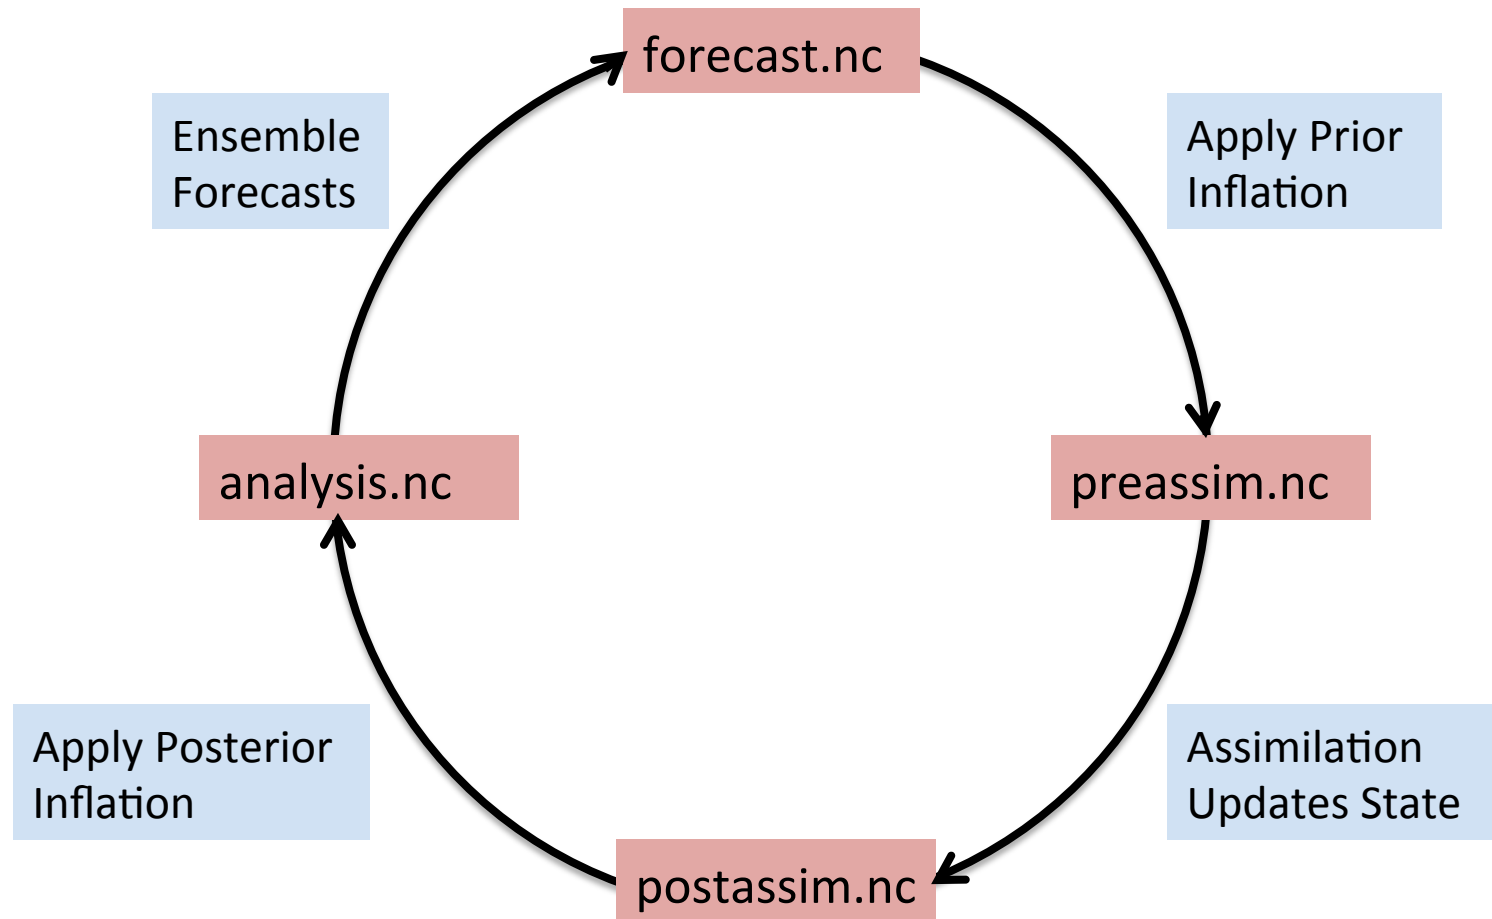 forecast.nc
Ensemble
Forecasts
Apply Prior
Inflation
analysis.nc
preassim.nc
Apply Posterior
Inflation
Assimilation
Updates State
postassim.nc